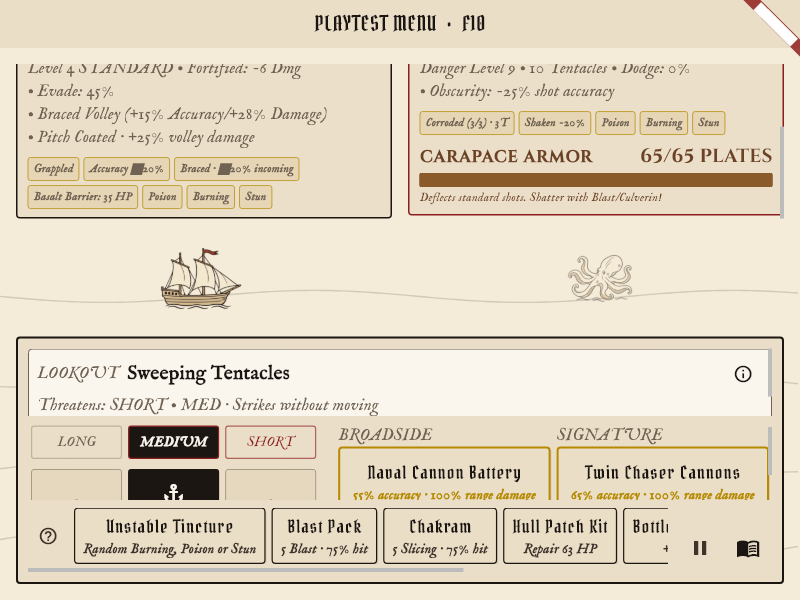 PLAYTEST MENU · F10
Level 4 STANDARD • Fortified: -6 Dmg
• Evade: 45%
• Braced Volley (+15% Accuracy/+28% Damage)
• Pitch Coated · +25% volley damage
Grappled
Accuracy 20%
Braced · 20% incoming
Basalt Barrier: 35 HP
Poison
Burning
Stun
Danger Level 9 • 10 Tentacles • Dodge: 0%
• Obscurity: -25% shot accuracy
Corroded (3/3) · 3T
Shaken -20%
Poison
Burning
Stun
CARAPACE ARMOR 65/65 PLATES
Deflects standard shots. Shatter with Blast/Culverin!
LOOKOUT Sweeping Tentacles
Threatens: SHORT • MED · Strikes without moving
LONG
MEDIUM
SHORT
BROADSIDE
Naval Cannon Battery
55% accuracy · 100% range damage
SIGNATURE
Twin Chaser Cannons
65% accuracy · 100% range damage
Unstable Tincture
Random Burning, Poison or Stun
Blast Pack
5 Blast · 75% hit
Chakram
5 Slicing · 75% hit
Hull Patch Kit
Repair 63 HP
Bottl
+